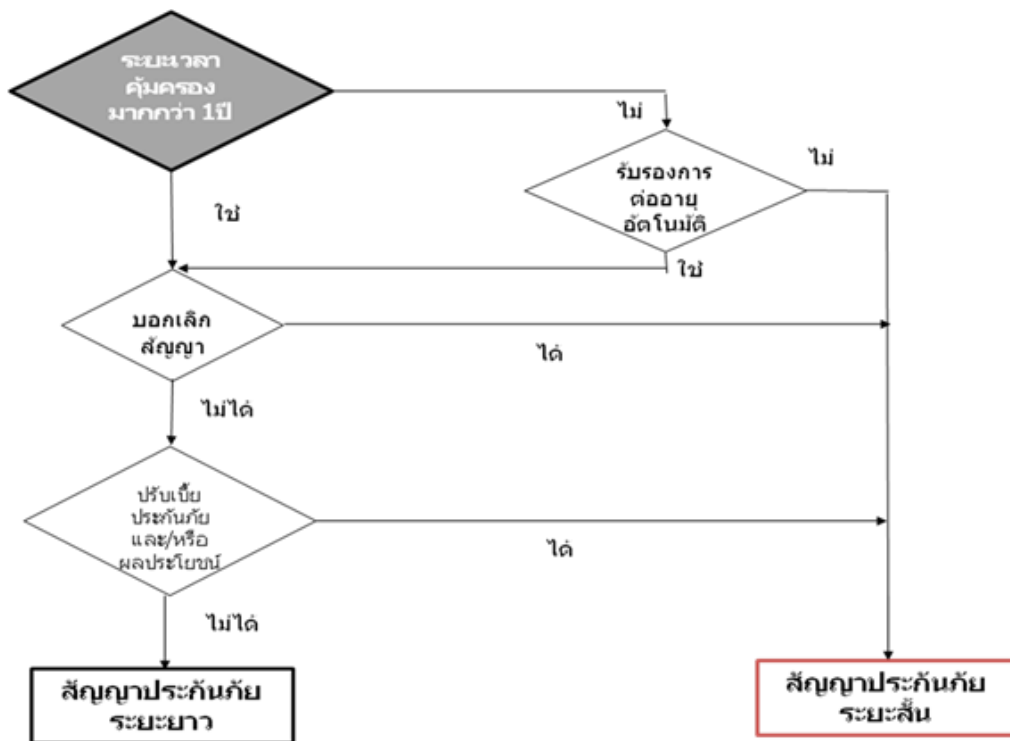 ระยะเวลา
คุ้มครอง
มากกว่า 1ปี
ไม่
รับรองการ
ต่ออายุ
อัตโนมัติ
ไม่
ใช่
ใช่
บอกเลิก
สัญญา
ได้
ไม่ได้
ปรับเบี้ย
ประกันภัย
และ/หรือ
ผลประโยชน์
ได้
ไม่ได้
สัญญาประกันภัย
ระยะยาว
สัญญาประกันภัย
ระยะสั้น